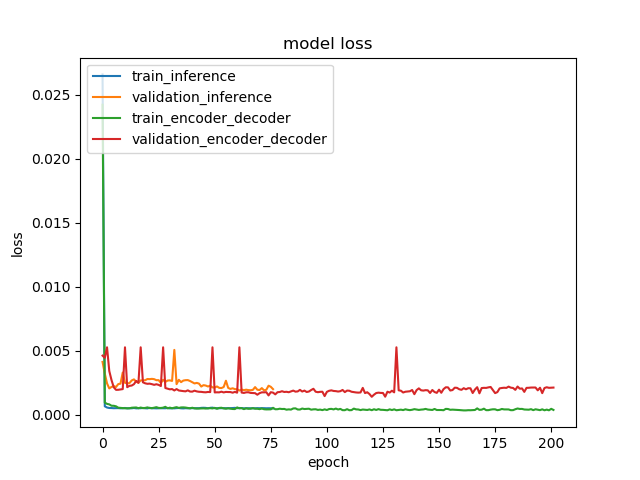 model loss
train_inference
validation_inference
train_encoder_decoder
validation_encoder_decoder
0.025
0.020
0.015
0.010
0.005
0.000
loss
0 25 50 75 100 125 150 175 200
epoch